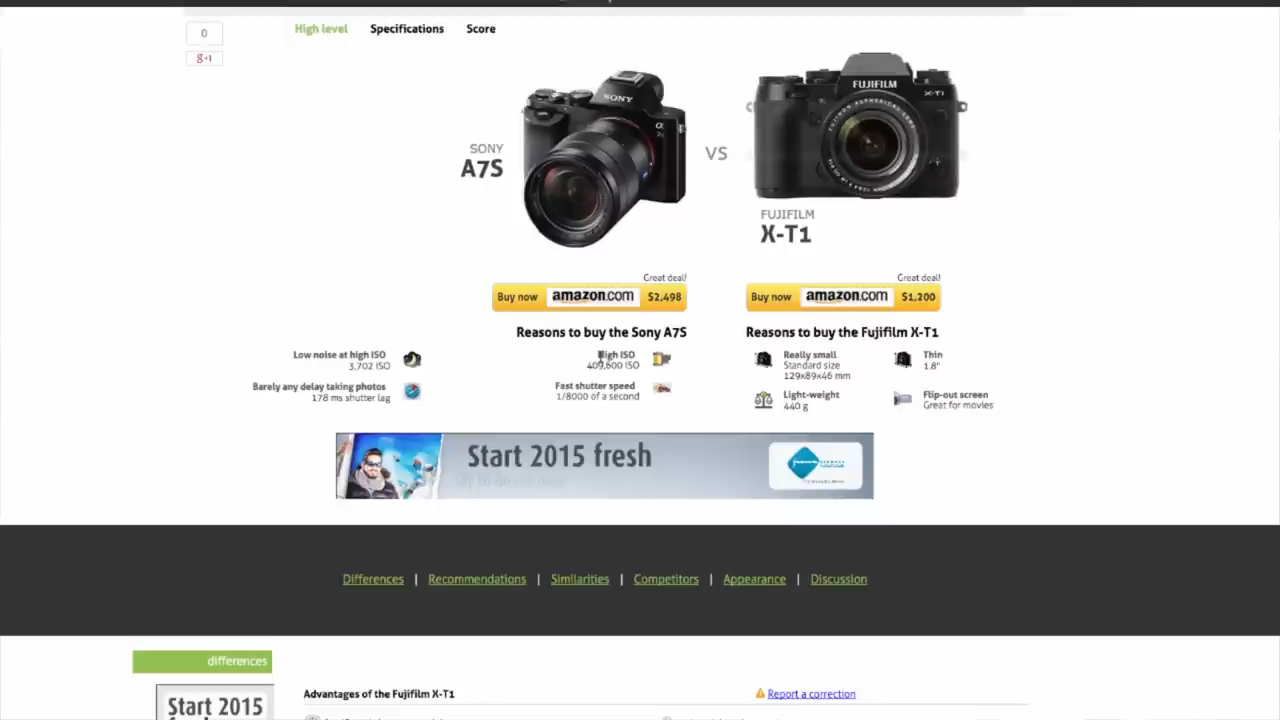 0
g+1
High level
Specifications
Score
SONY
A7S
VS
FUJIFILM
X-T1
SONY
FUJIFILM
X-T1
Great deal!
Buy now amazon.com $2,498
Great deal!
Buy now amazon.com $1,200
Reasons to buy the Sony A7S
Low noise at high ISO
3,702 ISO
High ISO
409,600 ISO
Barely any delay taking photos
178 ms shutter lag
Fast shutter speed
1/8000 of a second
Reasons to buy the Fujifilm X-T1
Really small
Standard size
129x89x46 mm
Thin
1.8"
Light-weight
440 g
Flip-out screen
Great for movies
Start 2015 fresh
Differences | Recommendations | Similarities | Competitors | Appearance | Discussion
differences
Start 2015
Advantages of the Fujifilm X-T1
Report a correction